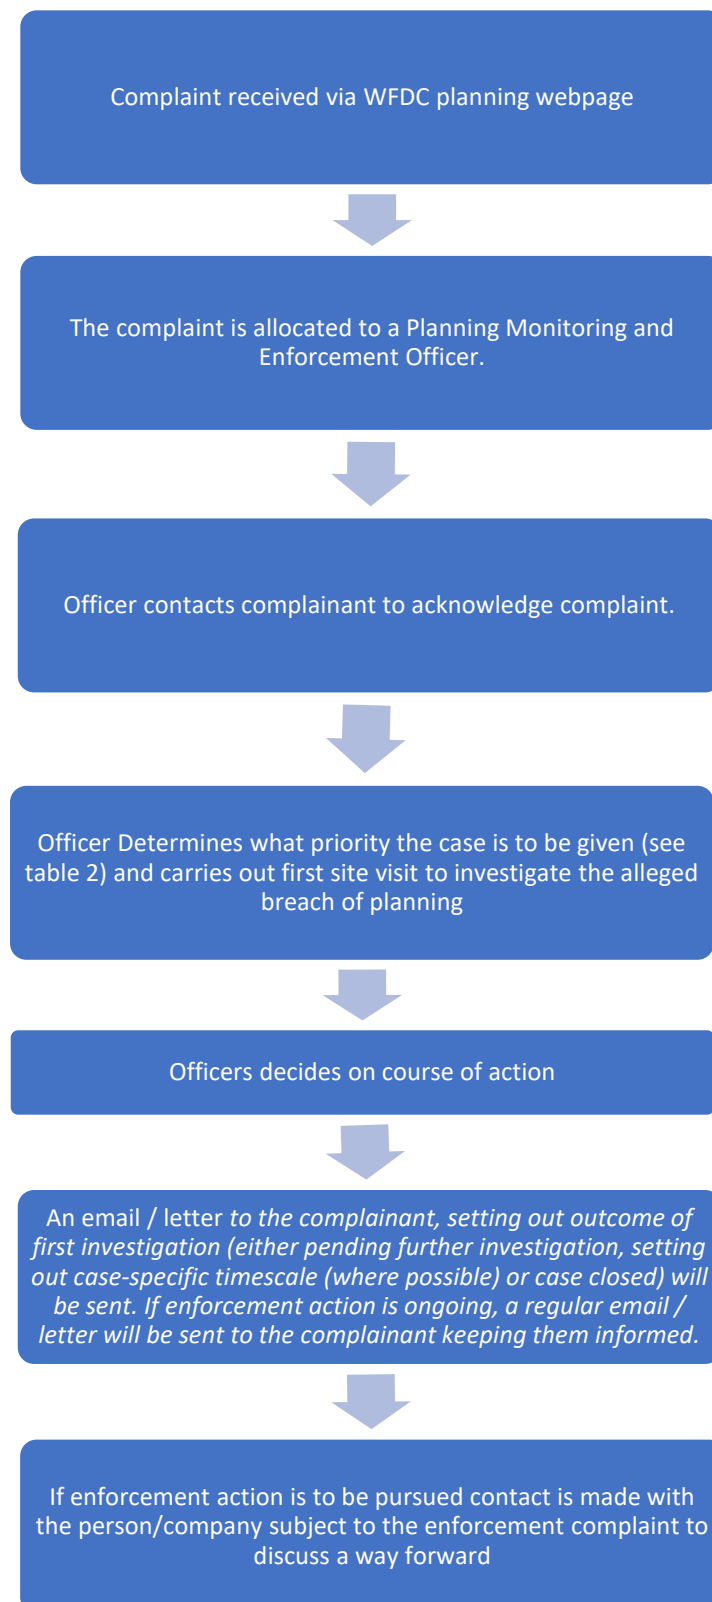 Complaint received via WFDC planning webpage
The complaint is allocated to a Planning Monitoring and
Enforcement Officer.
Officer contacts complainant to acknowledge complaint.
Officer Determines what priority the case is to be given (see
table 2) and carries out first site visit to investigate the alleged
breach of planning
Officers decides on course of action
An email / letter to the complainant, setting out outcome of
first investigation (either pending further investigation, setting
out case-specific timescale (where possible) or case closed) will
be sent. If enforcement action is ongoing, a regular email /
letter will be sent to the complainant keeping them informed.
If enforcement action is to be pursued contact is made with
the person/company subject to the enforcement complaint to
discuss a way forward